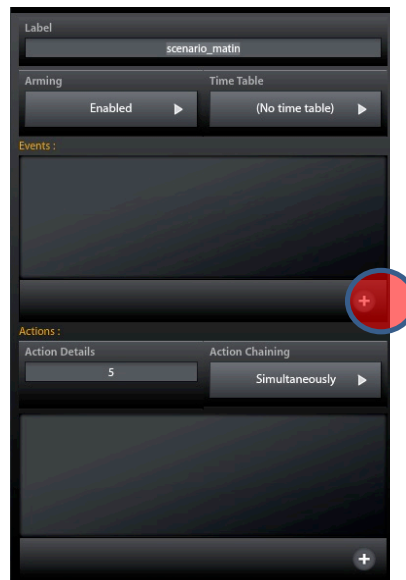 Label
scenario_matin
Arming
Time Table
Enabled
(No time table)
Events :
Actions :
Action Details
Action Chaining
5
Simultaneously